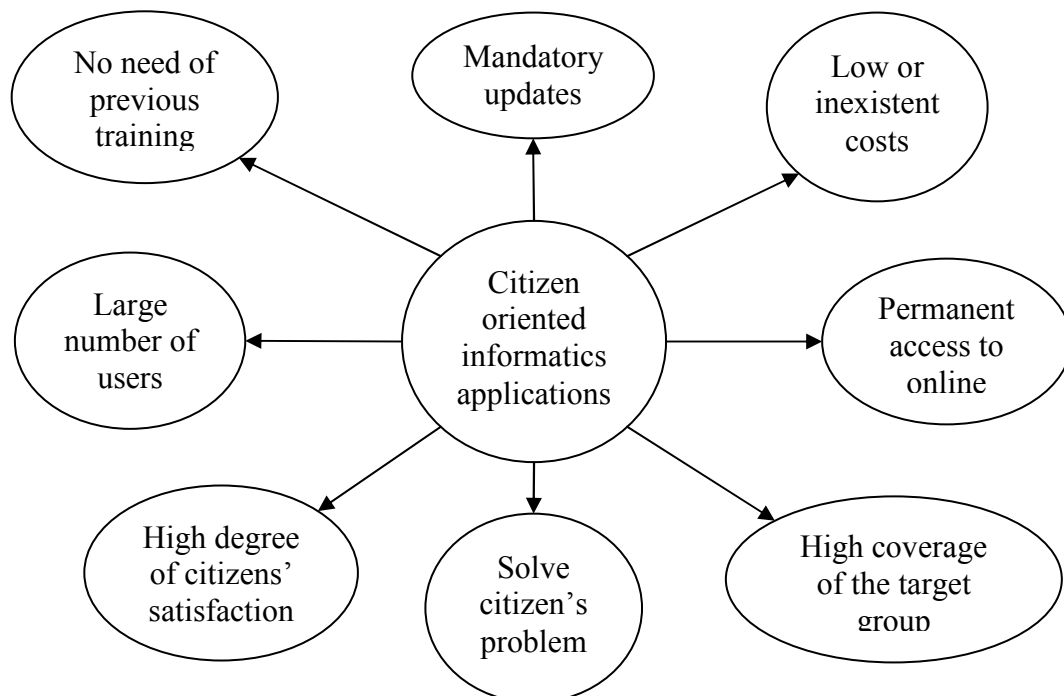 No need of
previous
training
Mandatory
updates
Low or
inexistent
costs
Large
number of
users
Citizen
oriented
informatics
applications
Permanent
access to
online
High degree
of citizens’
satisfaction
Solve
citizen’s
problem
High coverage
of the target
group